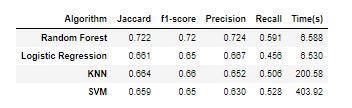 Algorithm Jaccard f1-score Precision Recall Time(s)
Random Forest 0.722 0.72 0.724 0.591 6.588
Logistic Regression 0.661 0.65 0.667 0.456 6.530
KNN 0.664 0.66 0.652 0.506 200.58
SVM 0.659 0.65 0.630 0.528 403.92